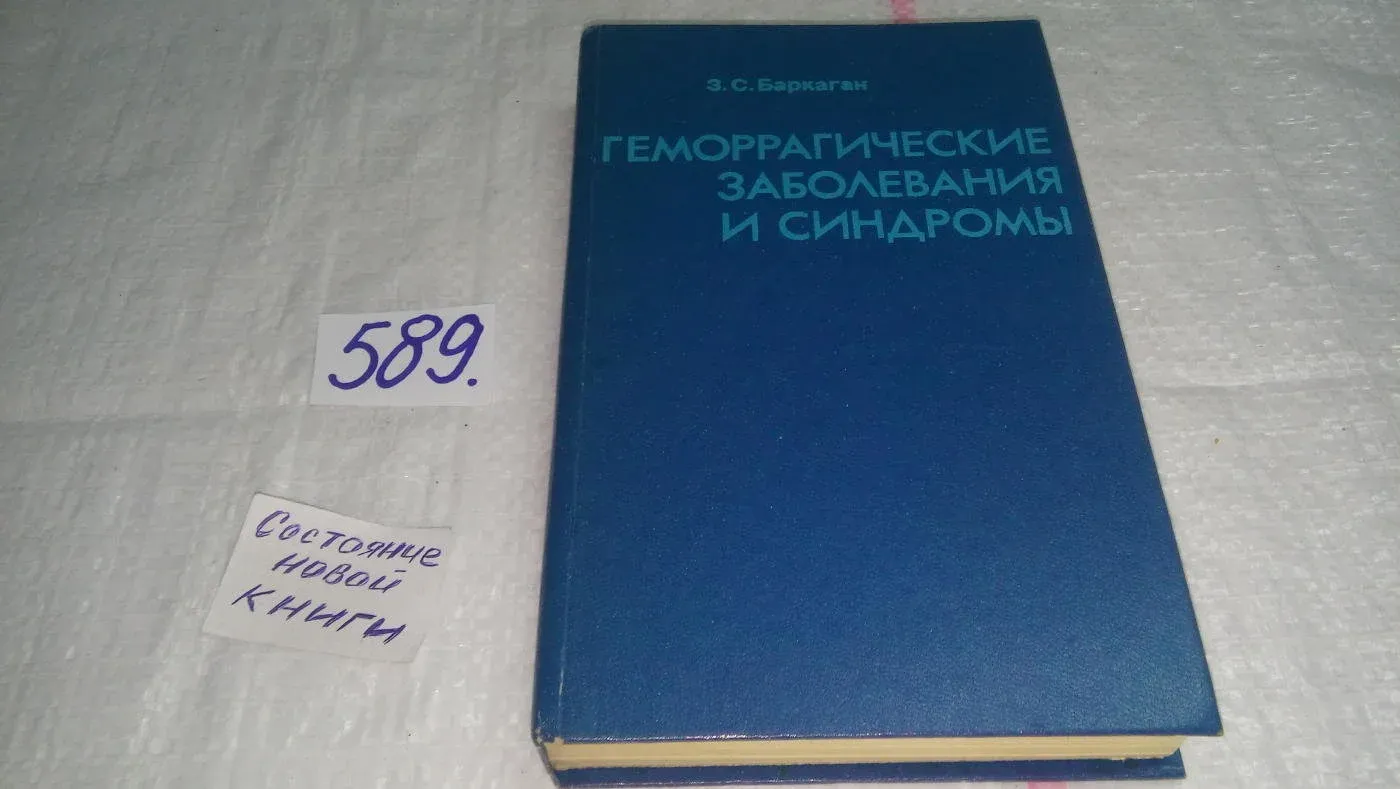 З. С. Баркаган
ГЕМОРРАГИЧЕСКИЕ
ЗАБОЛЕВАНИЯ
И СИНДРОМЫ
589.
Состояние
новой
книги